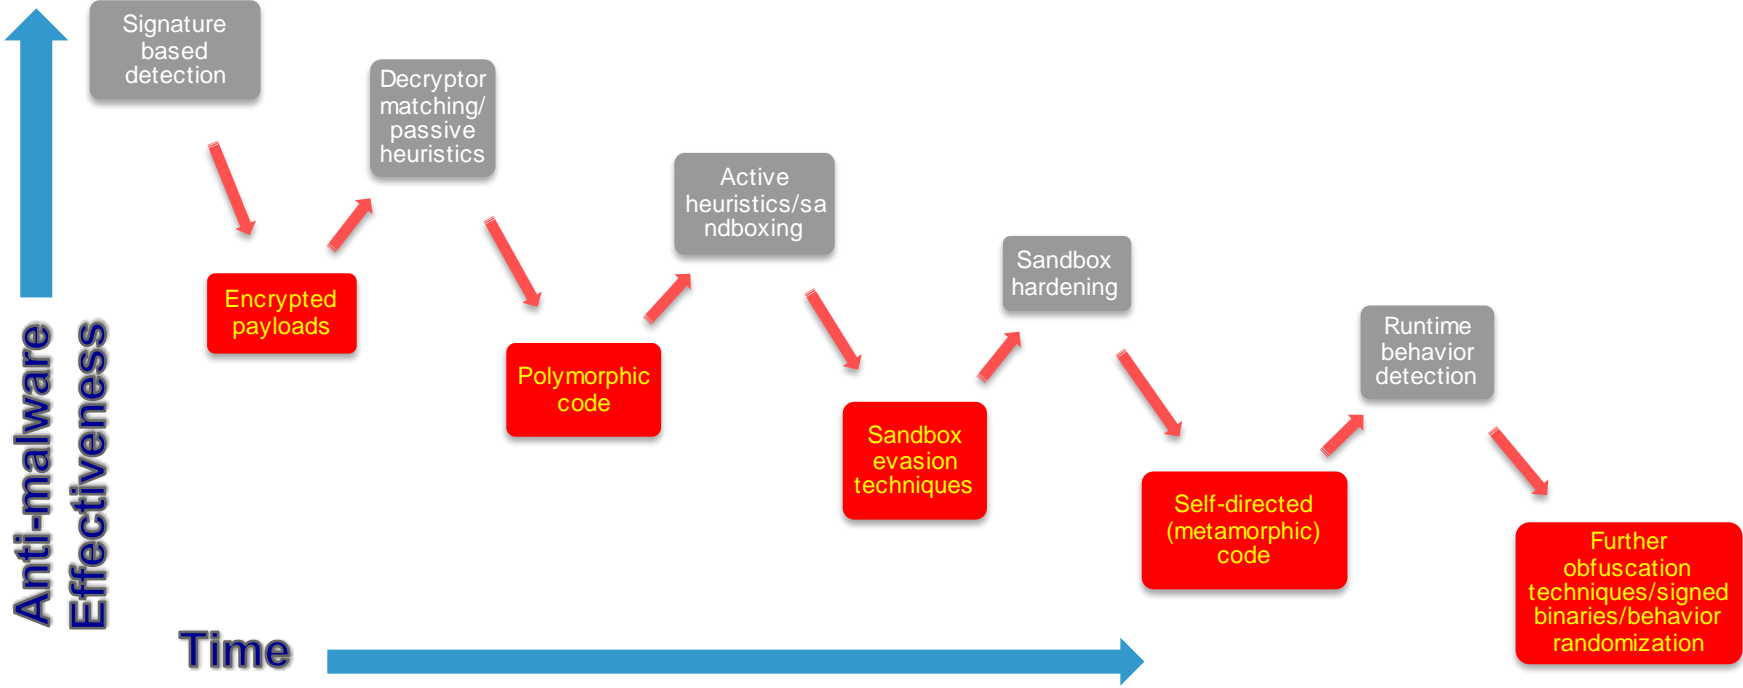 Signature
based
detection
Decryptor
matching/
passive
heuristics
Active
heuristics/sa
ndboxing
Sandbox
hardening
Runtime
behavior
detection
Encrypted
payloads
Polymorphic
code
Sandbox
evasion
techniques
Self-directed
(metamorphic)
code
Further
obfuscation
techniques/signed
binaries/behavior
randomization
Anti-malware
Effectiveness
Time